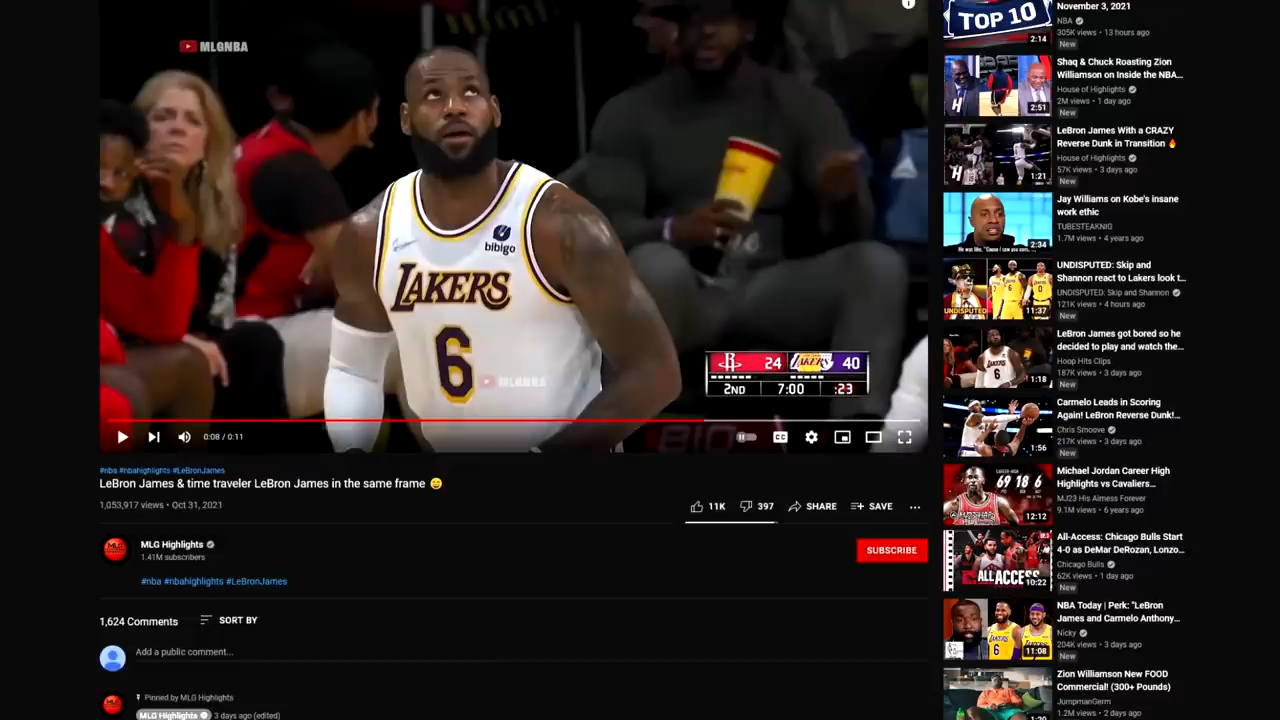 MLGNBA
bibigo
LAKERS
6
MLGNBA
24
LAKERS
40
2ND
7:00
:23
0:08 / 0:11
CC
#nba #nbahighlights #LeBronJames
LeBron James & time traveler LeBron James in the same frame 😄
1,053,917 views • Oct 31, 2021
11K
397
SHARE
SAVE
MLG Highlights
1.41M subscribers
SUBSCRIBE
#nba #nbahighlights #LeBronJames
1,624 Comments
SORT BY
Add a public comment...
Pinned by MLG Highlights
MLG Highlights
3 days ago (edited)
TOP 10
2:14
November 3, 2021
NBA
305K views • 13 hours ago
New
2:51
Shaq & Chuck Roasting Zion
Williamson on Inside the NBA...
House of Highlights
2M views • 1 day ago
New
1:21
LeBron James With a CRAZY
Reverse Dunk in Transition 🔥
House of Highlights
57K views • 3 days ago
New
2:34
Jay Williams on Kobe's insane
work ethic
TUBESTEAKNIG
1.7M views • 4 years ago
UNDISPUTED
11:37
UNDISPUTED: Skip and
Shannon react to Lakers look t...
UNDISPUTED: Skip and Shannon
121K views • 4 hours ago
New
1:18
LeBron James got bored so he
decided to play and watch the...
Hoop Hits Clips
187K views • 3 days ago
New
1:56
Carmelo Leads in Scoring
Again! LeBron Reverse Dunk!...
Chris Smoove
217K views • 3 days ago
New
69 18 6
12:12
Michael Jordan Career High
Highlights vs Cavaliers...
MJ23 His Airness Forever
9.1M views • 6 years ago
ALL ACCESS
10:22
All-Access: Chicago Bulls Start
4-0 as DeMar DeRozan, Lonzo...
Chicago Bulls
62K views • 1 day ago
New
11:08
NBA Today | Perk: "LeBron
James and Carmelo Anthony...
Nicky
204K views • 3 days ago
New
1:20
Zion Williamson New FOOD
Commercial! (300+ Pounds)
JumpmanGerm
1.2M views • 2 days ago